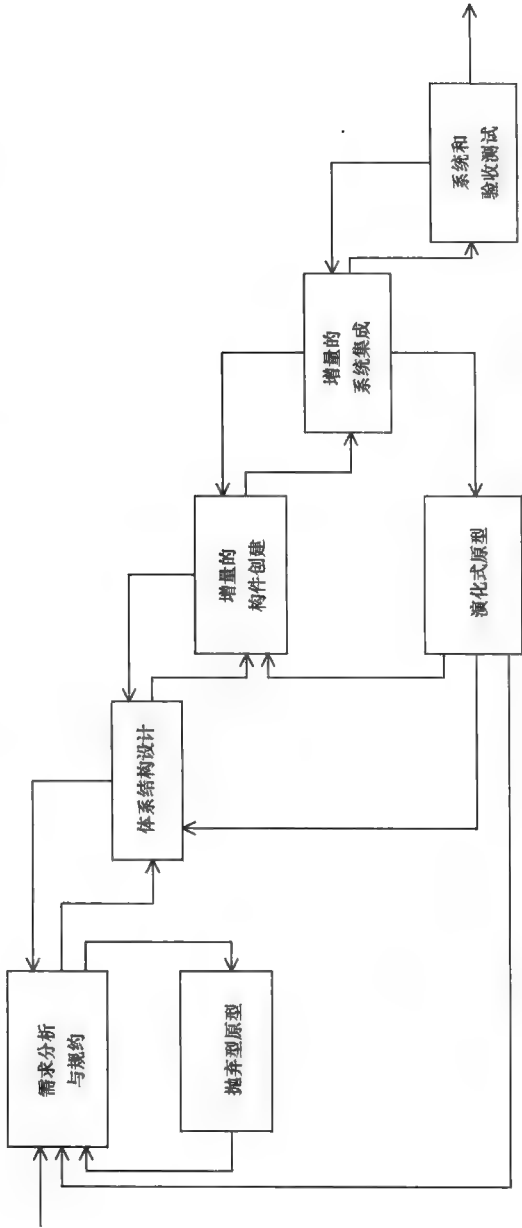 需求分析
与规约
抛弃型原型
体系结构设计
增量的
构件创建
增量的
系统集成
演化式原型
系统和
验收测试